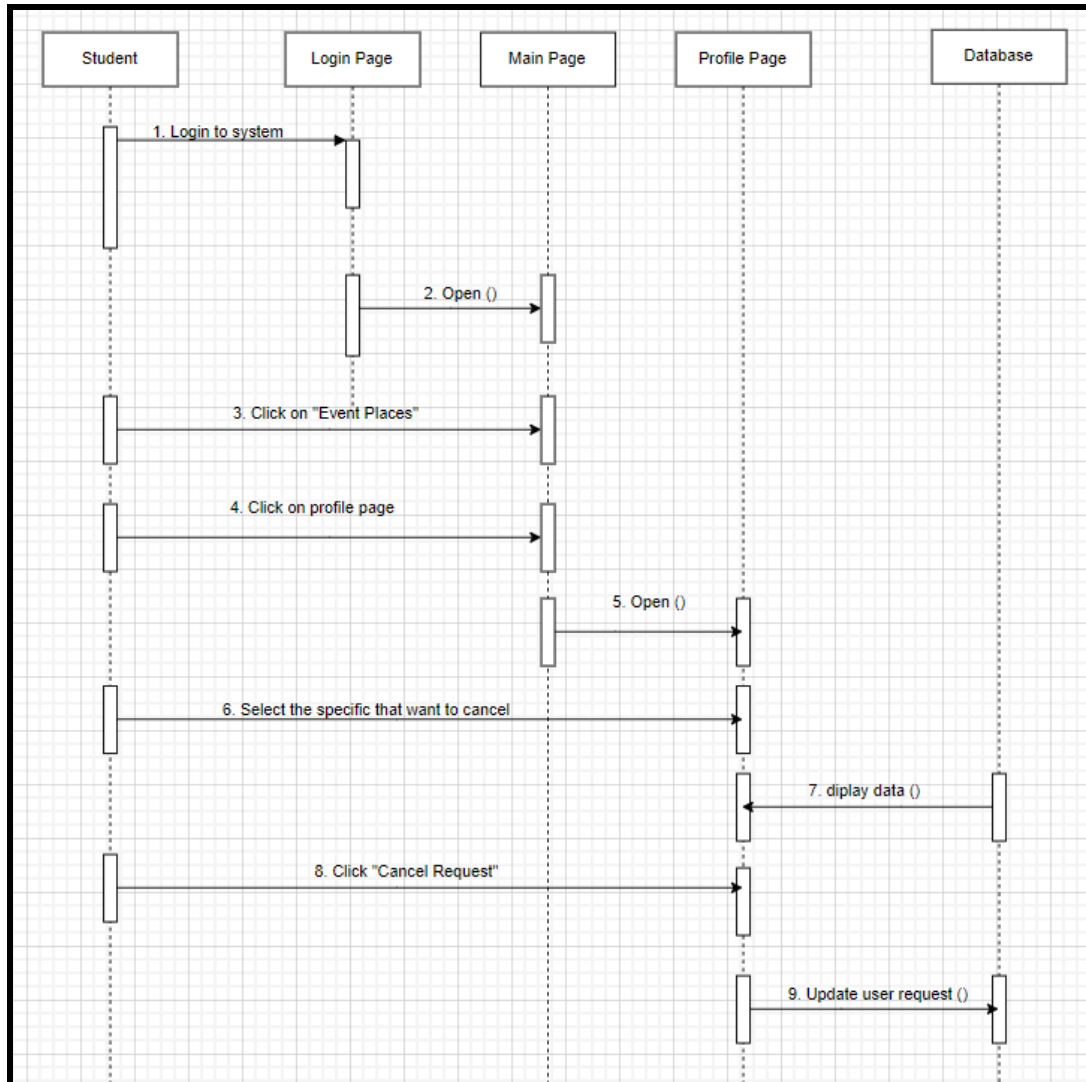 Student
Login Page
Main Page
Profile Page
Database
1. Login to system
2. Open ()
3. Click on "Event Places"
4. Click on profile page
5. Open ()
6. Select the specific that want to cancel
7. diplay data ()
8. Click "Cancel Request"
9. Update user request ()